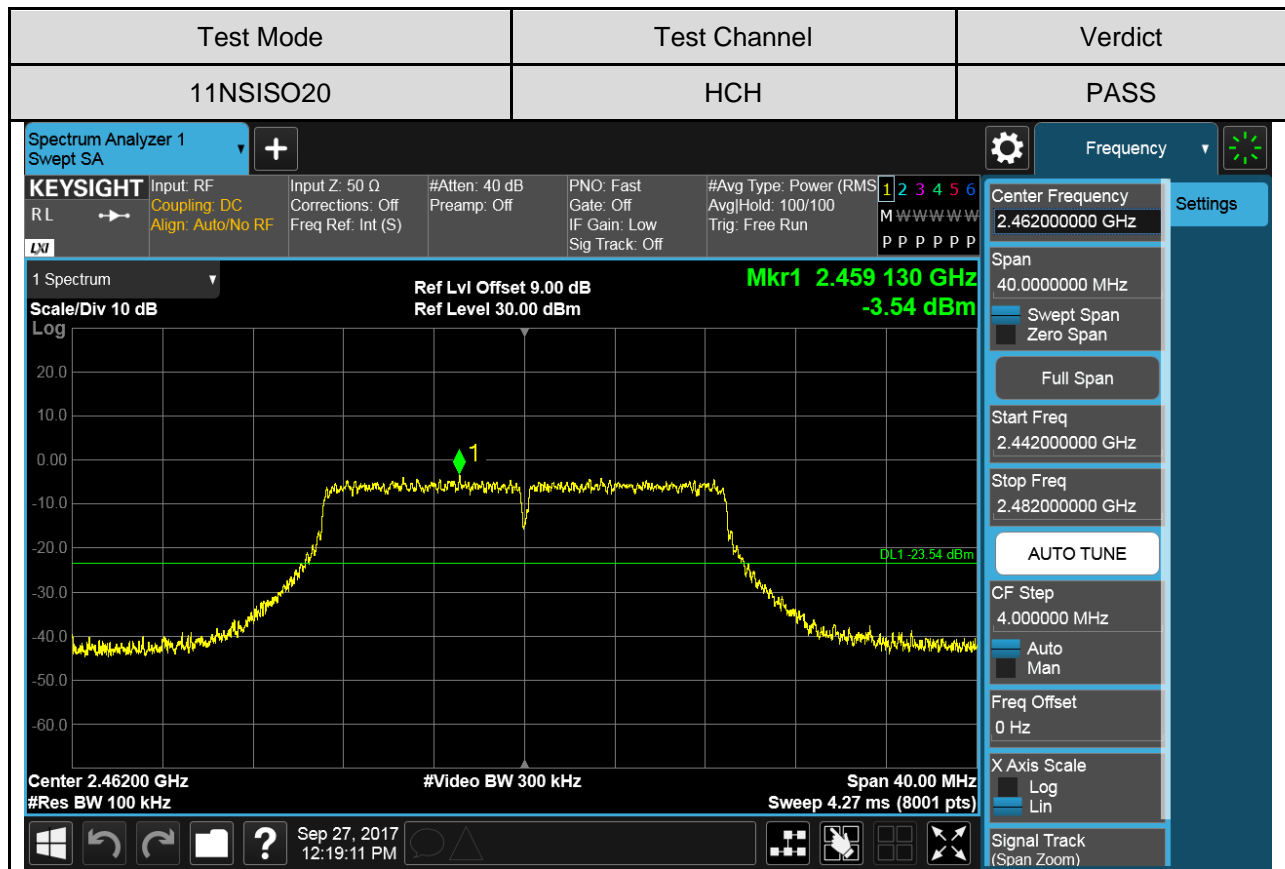 Test Mode Test Channel Verdict
11NSISO20 HCH PASS
Spectrum Analyzer 1
Swept SA
Frequency
KEYSIGHT
RL
LXI
Input: RF
Coupling: DC
Align: Auto/No RF
Input Z: 50 Ω
Corrections: Off
Freq Ref: Int (S)
#Atten: 40 dB
Preamp: Off
PNO: Fast
Gate: Off
IF Gain: Low
Sig Track: Off
#Avg Type: Power (RMS
Avg|Hold: 100/100
Trig: Free Run
1 2 3 4 5 6
M W W W W W
P P P P P P
1 Spectrum
Scale/Div 10 dB
Log
Ref Lvl Offset 9.00 dB
Ref Level 30.00 dBm
Mkr1 2.459 130 GHz
-3.54 dBm
20.0
10.0
0.00
-10.0
-20.0
-30.0
-40.0
-50.0
-60.0
1
DL1 -23.54 dBm
Center 2.46200 GHz
#Res BW 100 kHz
#Video BW 300 kHz
Span 40.00 MHz
Sweep 4.27 ms (8001 pts)
?
Sep 27, 2017
12:19:11 PM
Center Frequency
2.462000000 GHz
Settings
Span
40.0000000 MHz
Swept Span
Zero Span
Full Span
Start Freq
2.442000000 GHz
Stop Freq
2.482000000 GHz
AUTO TUNE
CF Step
4.000000 MHz
Auto
Man
Freq Offset
0 Hz
X Axis Scale
Log
Lin
Signal Track
(Span Zoom)